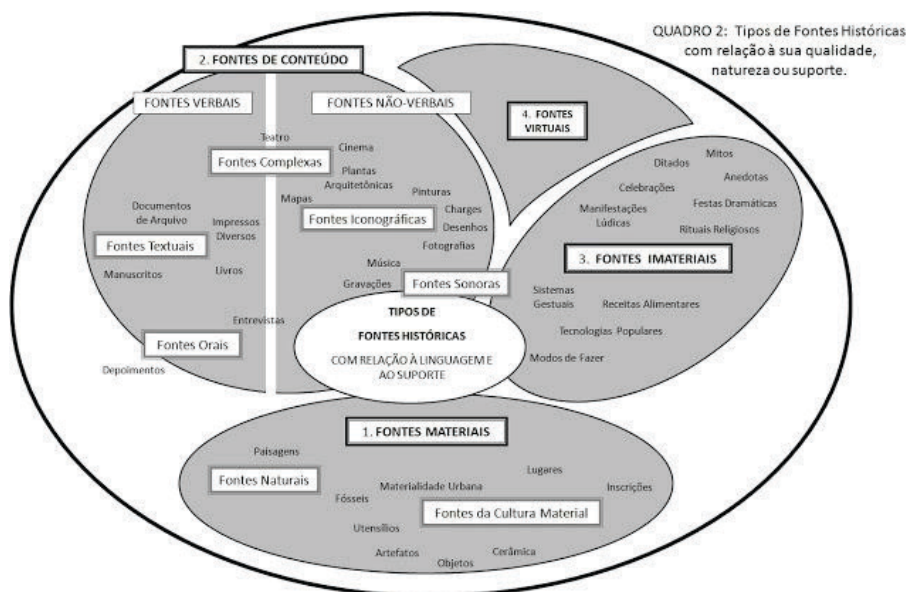 QUADRO 2: Tipos de Fontes Históricas
com relação à sua qualidade,
natureza ou suporte.
2. FONTES DE CONTEÚDO
FONTES VERBAIS
FONTES NÃO-VERBAIS
Teatro
Fontes Complexas
Cinema
Plantas
Arquitetônicas
Mapas
Pinturas
Fontes Iconográficas
Charges
Desenhos
Fotografias
Documentos
de Arquivo
Impressos
Diversos
Fontes Textuais
Manuscritos
Livros
Música
Gravações
Fontes Sonoras
Entrevistas
Fontes Orais
Depoimentos
4. FONTES
VIRTUAIS
Ditados
Mitos
Anedotas
Celebrações
Manifestações
Lúdicas
Festas Dramáticas
Rituais Religiosos
3. FONTES IMATERIAIS
Sistemas
Gestuais
Receitas Alimentares
Tecnologias Populares
Modos de Fazer
TIPOS DE
FONTES HISTÓRICAS
COM RELAÇÃO À LINGUAGEM E
AO SUPORTE
1. FONTES MATERIAIS
Paisagens
Fontes Naturais
Fósseis
Materialidade Urbana
Lugares
Inscrições
Fontes da Cultura Material
Utensílios
Artefatos
Objetos
Cerâmica